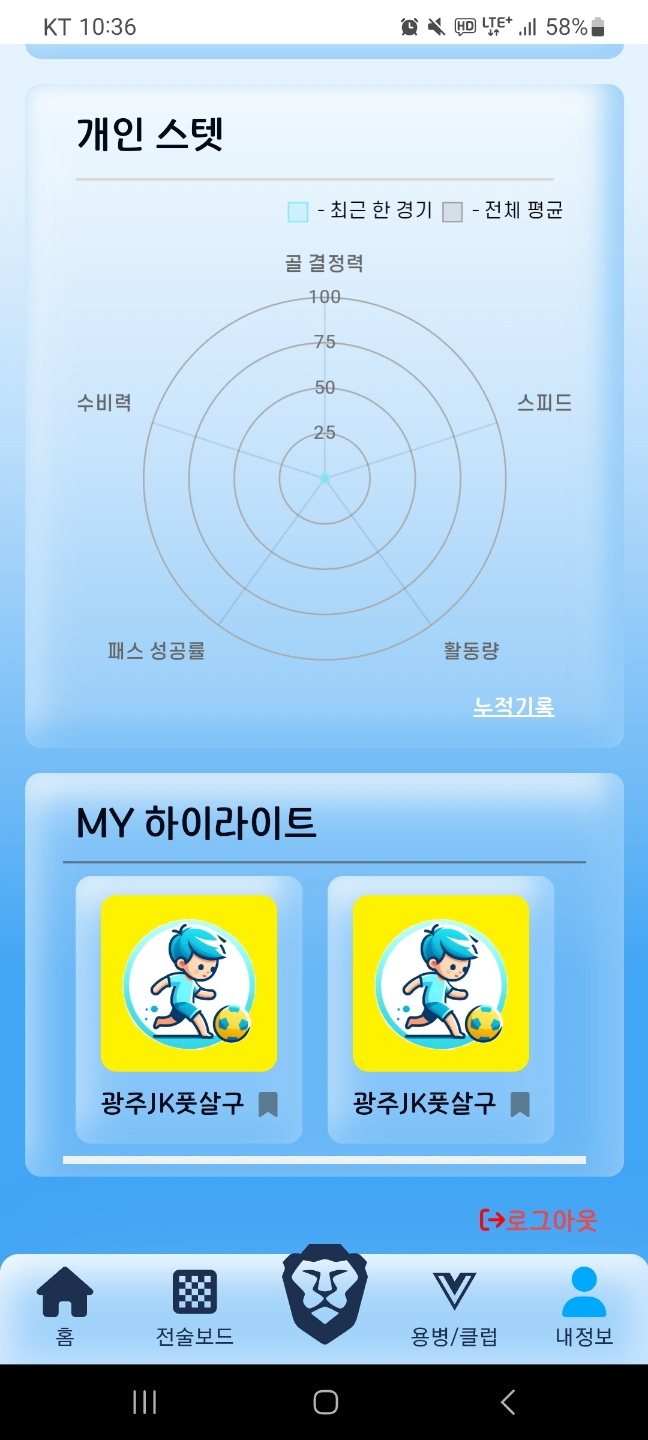 KT 10:36 HD LTE+ 58%
개인 스텟
- 최근 한 경기 - 전체 평균
골 결정력
100
75
50
25
수비력 스피드
패스 성공률 활동량
누적기록
MY 하이라이트
광주JK풋살구 광주JK풋살구
로그아웃
홈 전술보드 용병/클럽 내정보